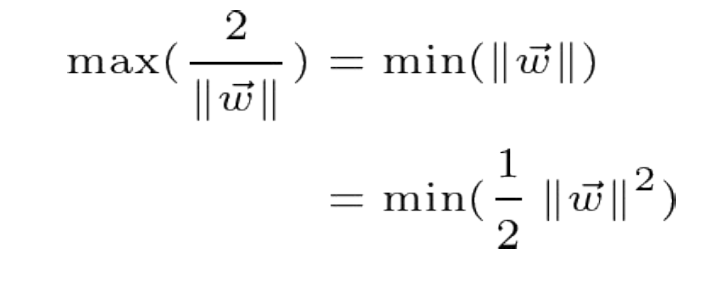 max( 2 / ‖w⃗‖ ) = min(‖w⃗‖)
= min( 1 / 2 ‖w⃗‖² )